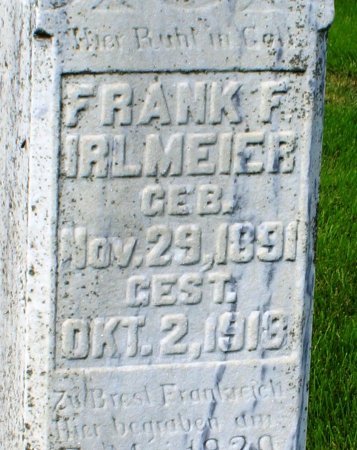 Hier Ruht in Gott
FRANK F.
IRLMEIER
GEB.
Nov. 29, 1891
GEST.
OKT. 2, 1918
Zu Brest Frankreich
Hier begraben am
1920